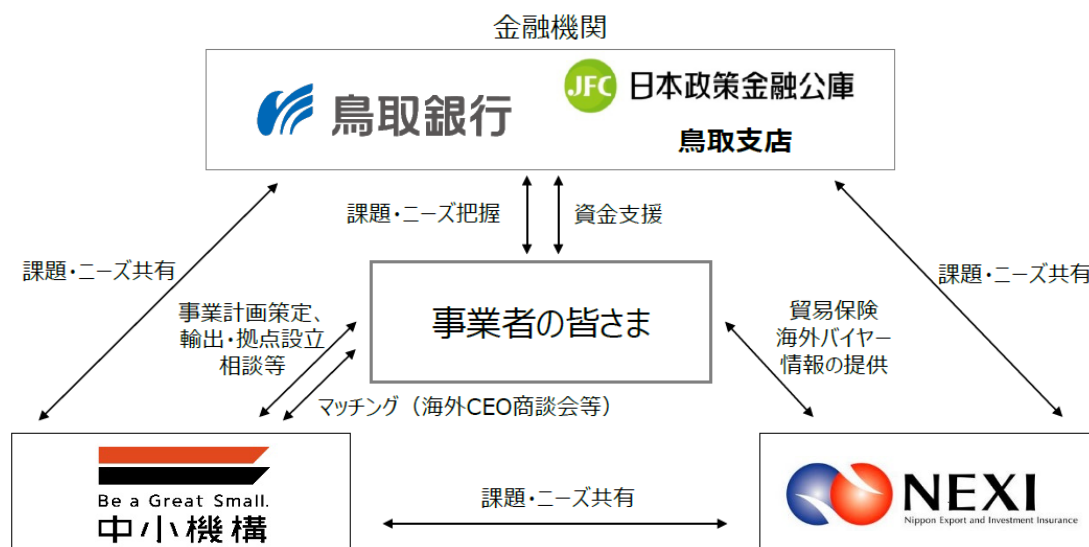 金融機関
鳥取銀行
JFC 日本政策金融公庫
鳥取支店
課題・ニーズ把握
資金支援
課題・ニーズ共有
課題・ニーズ共有
事業計画策定、
輸出・拠点設立
相談等
事業者の皆さま
貿易保険
海外バイヤー
情報の提供
マッチング（海外CEO商談会等）
Be a Great Small.
中小機構
課題・ニーズ共有
NEXI
Nippon Export and Investment Insurance